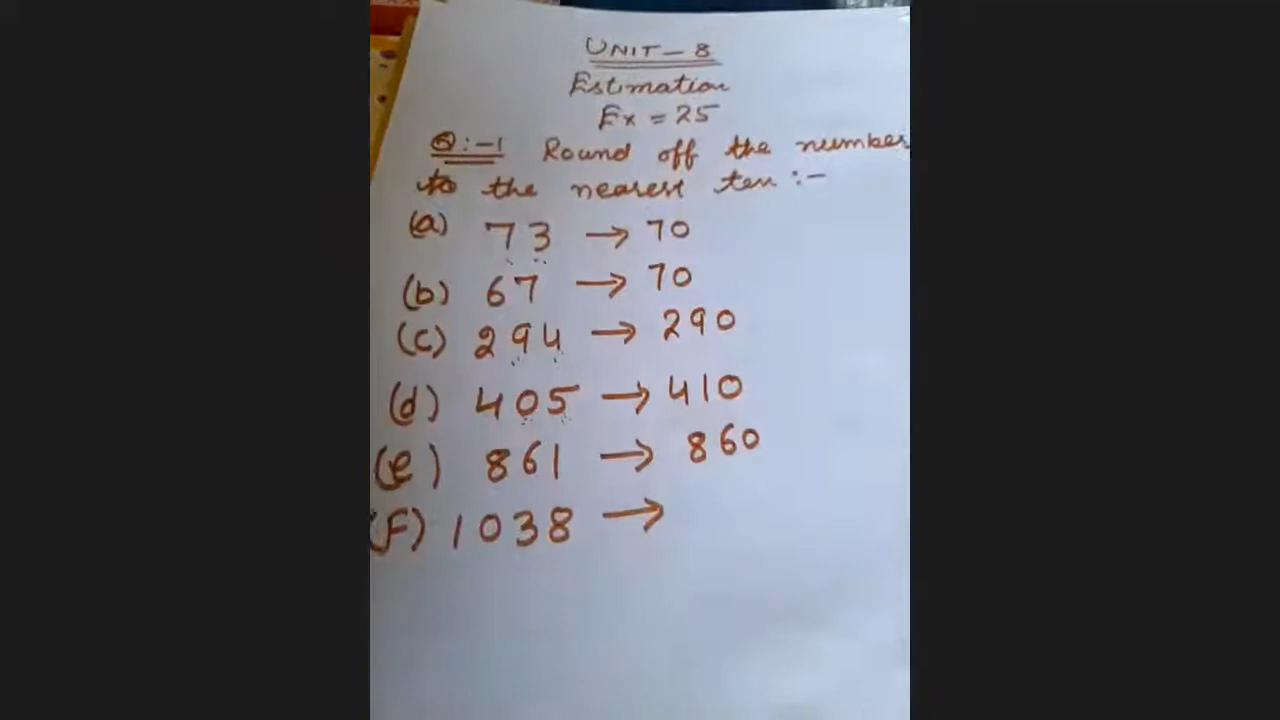 UNIT-8
Estimation
Ex = 25
Q:-1 Round off the number
to the nearest ten :-
(a) 73 → 70
(b) 67 → 70
(c) 294 → 290
(d) 405 → 410
(e) 861 → 860
(F) 1038 →